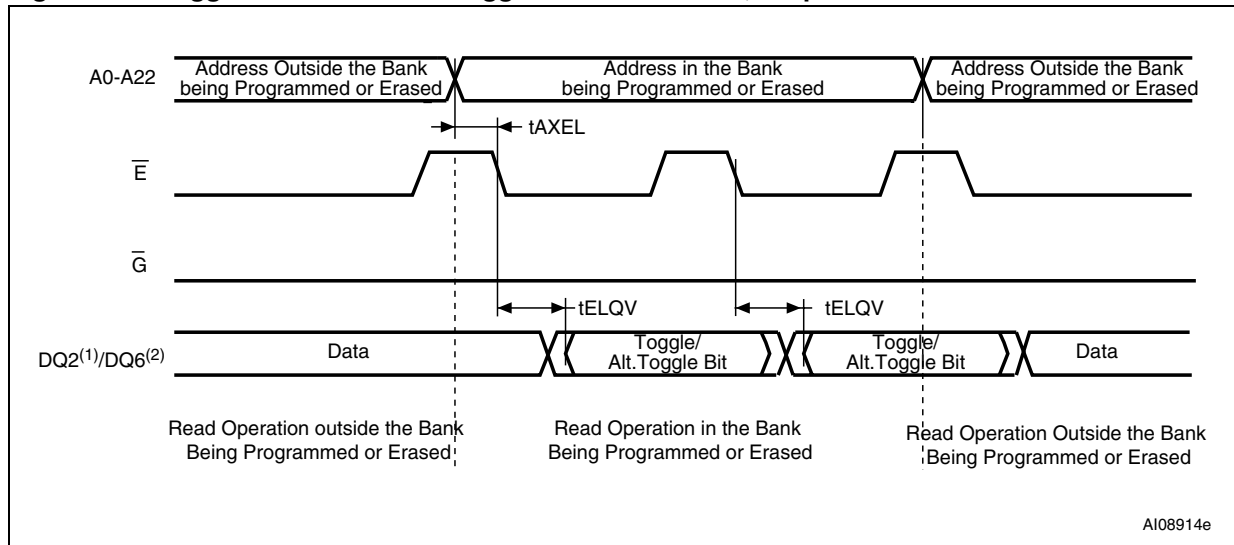 A0-A22
Address Outside the Bank
being Programmed or Erased
Address in the Bank
being Programmed or Erased
Address Outside the Bank
being Programmed or Erased
tAXEL
E
G
tELQV
tELQV
DQ2(1)/DQ6(2)
Data
Toggle/
Alt.Toggle Bit
Toggle/
Alt.Toggle Bit
Data
Read Operation outside the Bank
Being Programmed or Erased
Read Operation in the Bank
Being Programmed or Erased
Read Operation Outside the Bank
Being Programmed or Erased
AI08914e